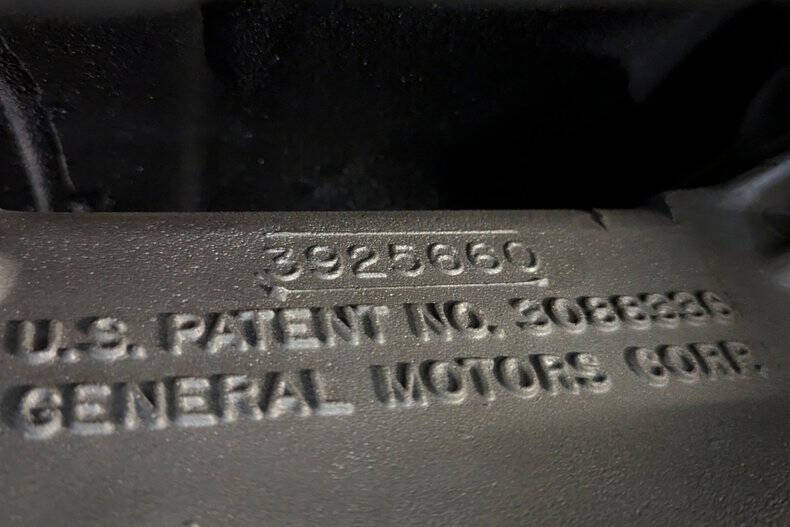 3925660
U.S. PATENT NO. 3088336
GENERAL MOTORS CORP.